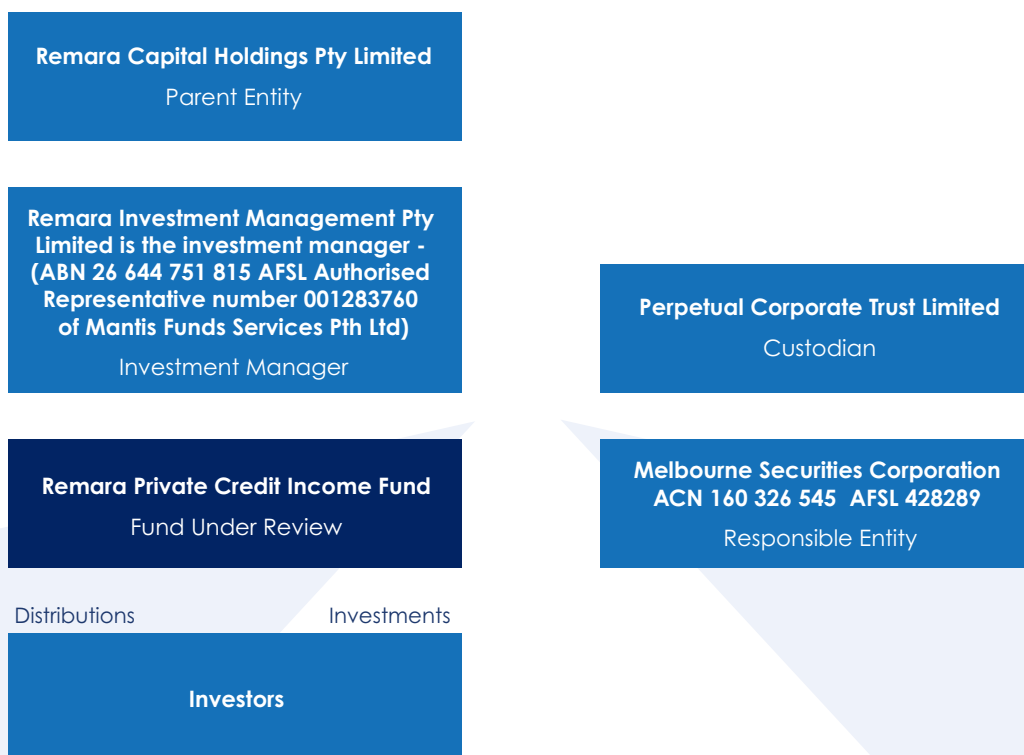 Remara Capital Holdings Pty Limited
Parent Entity
Remara Investment Management Pty
Limited is the investment manager -
(ABN 26 644 751 815 AFSL Authorised
Representative number 001283760
of Mantis Funds Services Pth Ltd)
Investment Manager
Perpetual Corporate Trust Limited
Custodian
Remara Private Credit Income Fund
Fund Under Review
Melbourne Securities Corporation
ACN 160 326 545 AFSL 428289
Responsible Entity
Distributions
Investments
Investors